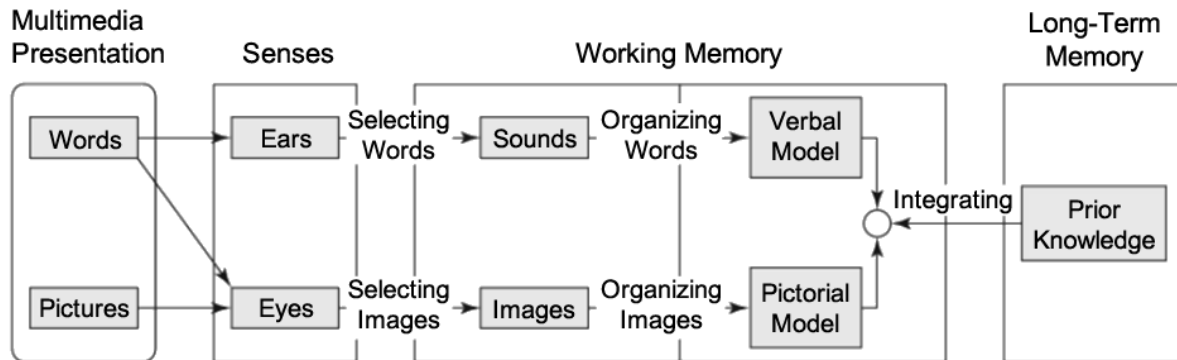 Multimedia
Presentation
Senses
Working Memory
Long-Term
Memory
Words
Ears
Selecting
Words
Sounds
Organizing
Words
Verbal
Model
Integrating
Prior
Knowledge
Pictures
Eyes
Selecting
Images
Images
Organizing
Images
Pictorial
Model